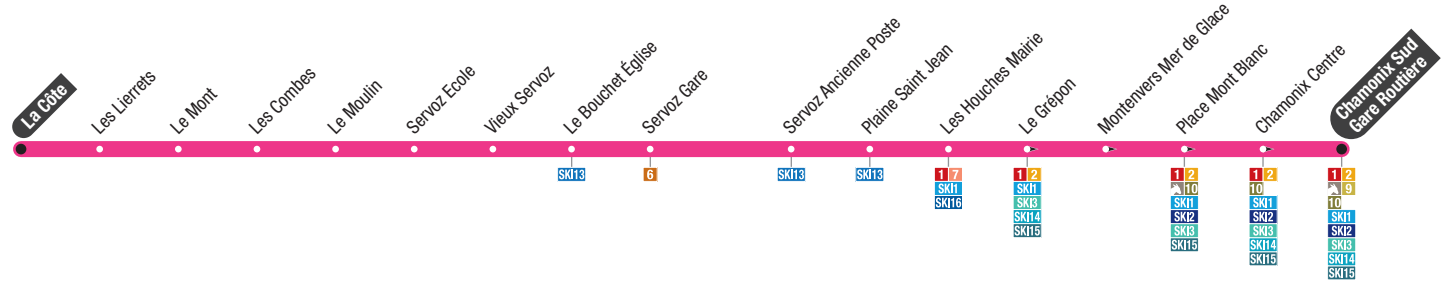 La Côte
Les Lierrets
Le Mont
Les Combes
Le Moulin
Servoz Ecole
Vieux Servoz
Le Bouchet Église
Servoz Gare
Servoz Ancienne Poste
Plaine Saint Jean
Les Houches Mairie
Le Grépon
Montenvers Mer de Glace
Place Mont Blanc
Chamonix Centre
Chamonix Sud
Gare Routière
SKI13
6
SKI13
SKI13
1 7
SKI1
SKI16
1 2
SKI1
SKI3
SKI14
SKI15
1 2
10
SKI1
SKI2
SKI3
SKI15
1 2
10
SKI1
SKI2
SKI3
SKI14
SKI15
1 2
9
10
SKI1
SKI2
SKI3
SKI14
SKI15